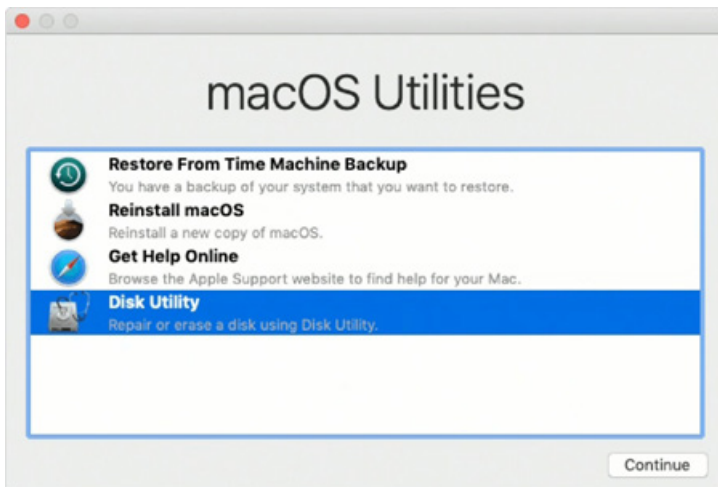 macOS Utilities
Restore From Time Machine Backup
You have a backup of your system that you want to restore.
Reinstall macOS
Reinstall a new copy of macOS.
Get Help Online
Browse the Apple Support website to find help for your Mac.
Disk Utility
Repair or erase a disk using Disk Utility.
Continue